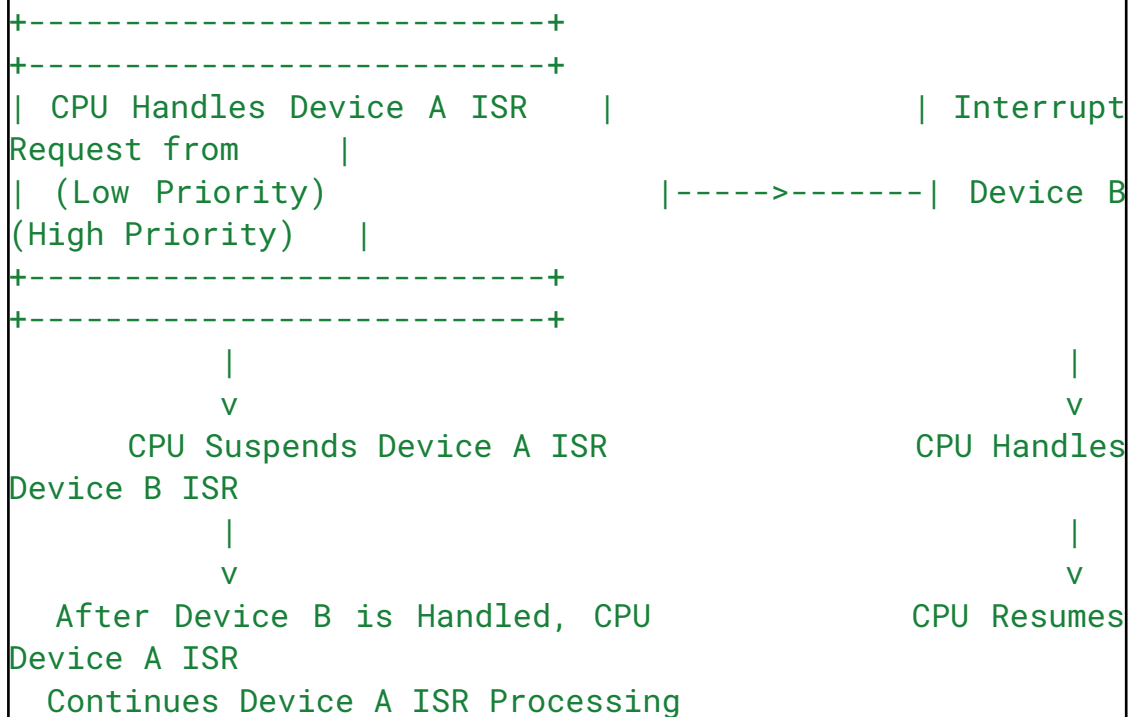 +---------------------------+
+---------------------------+
| CPU Handles Device A ISR    |                | Interrupt
Request from     |
| (Low Priority)                 |----->-------| Device B
(High Priority)   |
+---------------------------+
+---------------------------+
           |                                           |
           v                                           v
      CPU Suspends Device A ISR                CPU Handles
Device B ISR
           |                                           |
           v                                           v
  After Device B is Handled, CPU             CPU Resumes
Device A ISR
  Continues Device A ISR Processing